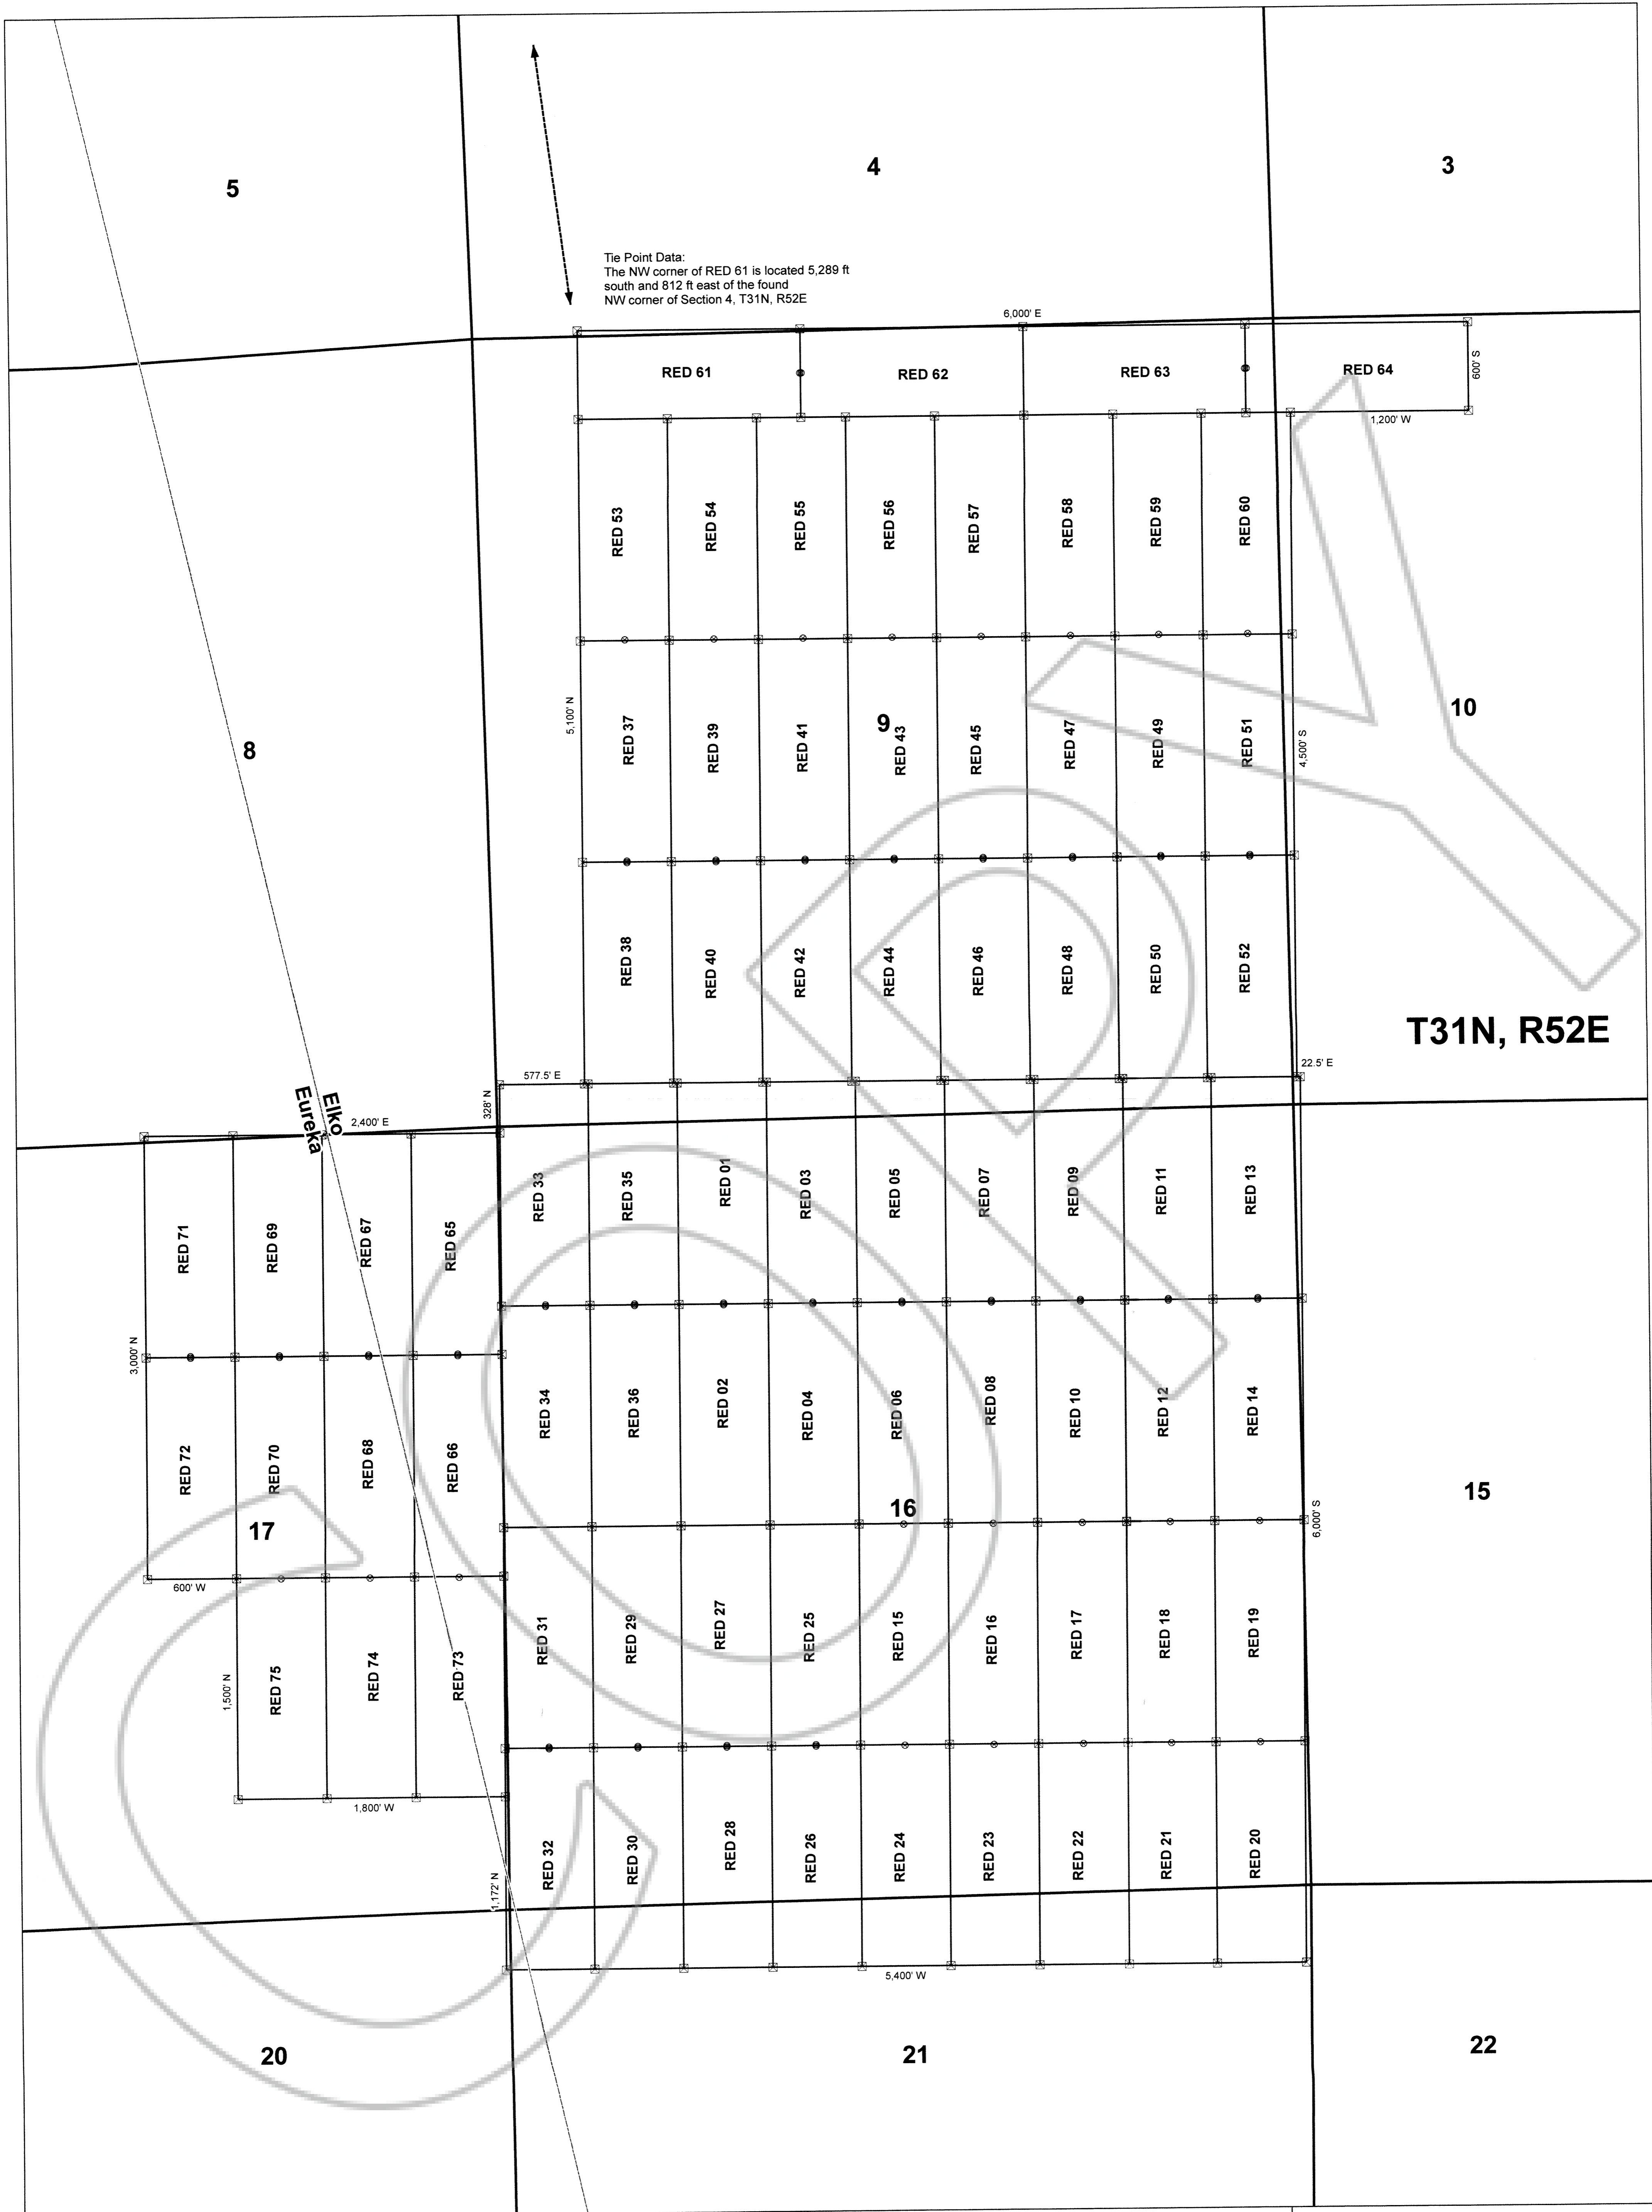 5
4
3
Tie Point Data:
The NW corner of RED 61 is located 5,289 ft
south and 812 ft east of the found
NW corner of Section 4, T31N, R52E
6,000' E
RED 61
RED 62
RED 63
RED 64
600' S
1,200' W
RED 53
RED 54
RED 55
RED 56
RED 57
RED 58
RED 59
RED 60
5,100' N
8
RED 37
RED 39
RED 41
9
RED 43
RED 45
RED 47
RED 49
RED 51
4,500' S
10
RED 38
RED 40
RED 42
RED 44
RED 46
RED 48
RED 50
RED 52
T31N, R52E
577.5' E
22.5' E
328' N
Elko
Eureka
2,400' E
RED 71
RED 69
RED 67
RED 65
RED 33
RED 35
RED 01
RED 03
RED 05
RED 07
RED 09
RED 11
RED 13
3,000' N
RED 72
RED 70
RED 68
RED 66
RED 34
RED 36
RED 02
RED 04
RED 06
RED 08
RED 10
RED 12
RED 14
17
16
15
6,000' S
600' W
1,500' N
RED 75
RED 74
RED 73
RED 31
RED 29
RED 27
RED 25
RED 15
RED 16
RED 17
RED 18
RED 19
1,800' W
1,172' N
RED 32
RED 30
RED 28
RED 26
RED 24
RED 23
RED 22
RED 21
RED 20
5,400' W
20
21
22
COPY